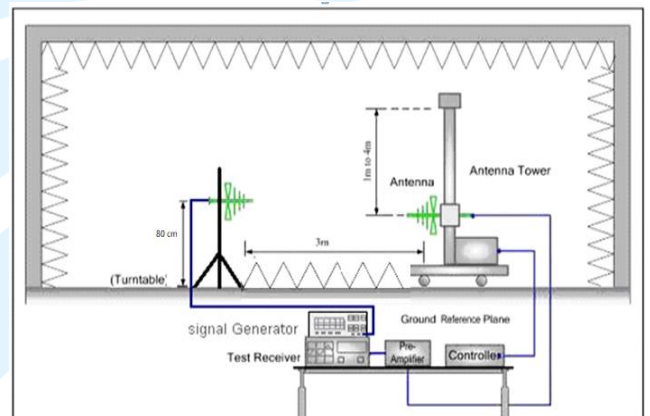 1m to 4m
Antenna
Antenna Tower
80 cm
3m
(Turntable)
Ground Reference Plane
signal Generator
Test Receiver
Pre-
Amplifier
Controller